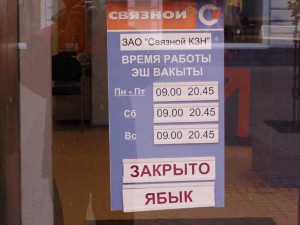 СВЯЗНОЙ
ЗАО "Связной КЗН"
ВРЕМЯ РАБОТЫ
ЭШ ВАКЫТЫ
Пн - Пт 09.00 20.45
Сб 09.00 20.45
Вс 09.00 20.45
ЗАКРЫТО
ЯБЫК